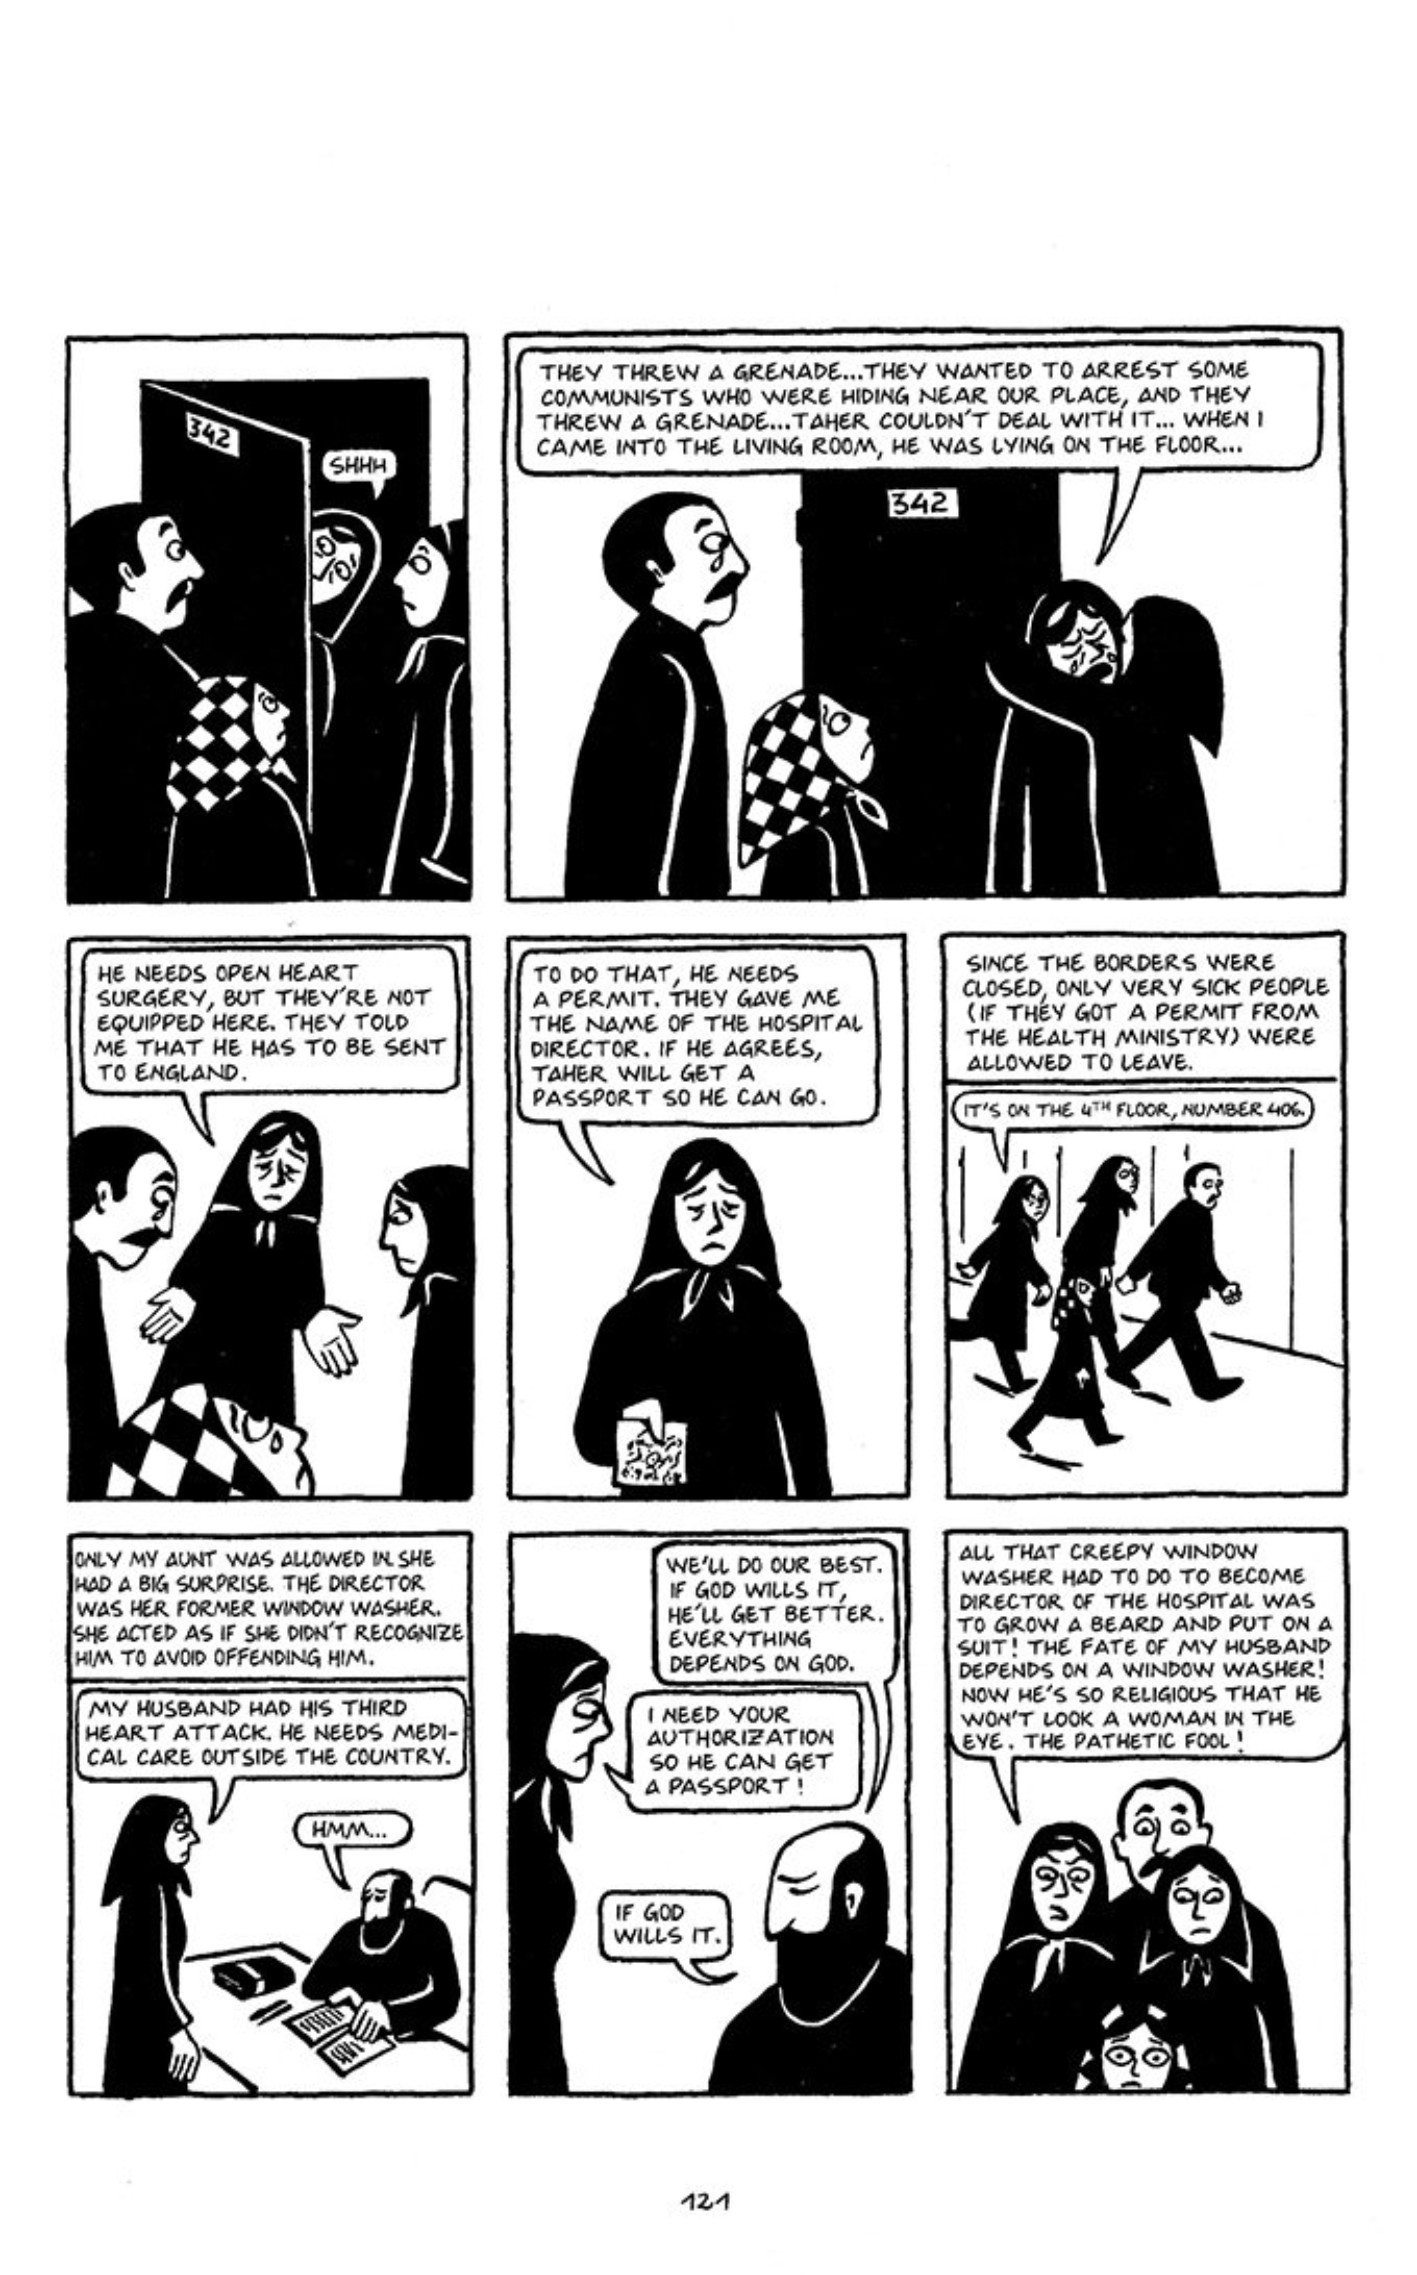 342
SHHH
THEY THREW A GRENADE...THEY WANTED TO ARREST SOME
COMMUNISTS WHO WERE HIDING NEAR OUR PLACE, AND THEY
THREW A GRENADE...TAHER COULDN'T DEAL WITH IT... WHEN I
CAME INTO THE LIVING ROOM, HE WAS LYING ON THE FLOOR...
342
HE NEEDS OPEN HEART
SURGERY, BUT THEY'RE NOT
EQUIPPED HERE. THEY TOLD
ME THAT HE HAS TO BE SENT
TO ENGLAND.
TO DO THAT, HE NEEDS
A PERMIT. THEY GAVE ME
THE NAME OF THE HOSPITAL
DIRECTOR. IF HE AGREES,
TAHER WILL GET A
PASSPORT SO HE CAN GO.
SINCE THE BORDERS WERE
CLOSED, ONLY VERY SICK PEOPLE
(IF THEY GOT A PERMIT FROM
THE HEALTH MINISTRY) WERE
ALLOWED TO LEAVE.
IT'S ON THE 4TH FLOOR, NUMBER 406.
ONLY MY AUNT WAS ALLOWED IN. SHE
HAD A BIG SURPRISE. THE DIRECTOR
WAS HER FORMER WINDOW WASHER.
SHE ACTED AS IF SHE DIDN'T RECOGNIZE
HIM TO AVOID OFFENDING HIM.
MY HUSBAND HAD HIS THIRD
HEART ATTACK. HE NEEDS MEDI-
CAL CARE OUTSIDE THE COUNTRY.
HMM...
WE'LL DO OUR BEST.
IF GOD WILLS IT,
HE'LL GET BETTER.
EVERYTHING
DEPENDS ON GOD.
I NEED YOUR
AUTHORIZATION
SO HE CAN GET
A PASSPORT!
IF GOD
WILLS IT.
ALL THAT CREEPY WINDOW
WASHER HAD TO DO TO BECOME
DIRECTOR OF THE HOSPITAL WAS
TO GROW A BEARD AND PUT ON A
SUIT! THE FATE OF MY HUSBAND
DEPENDS ON A WINDOW WASHER!
NOW HE'S SO RELIGIOUS THAT HE
WON'T LOOK A WOMAN IN THE
EYE. THE PATHETIC FOOL!
121